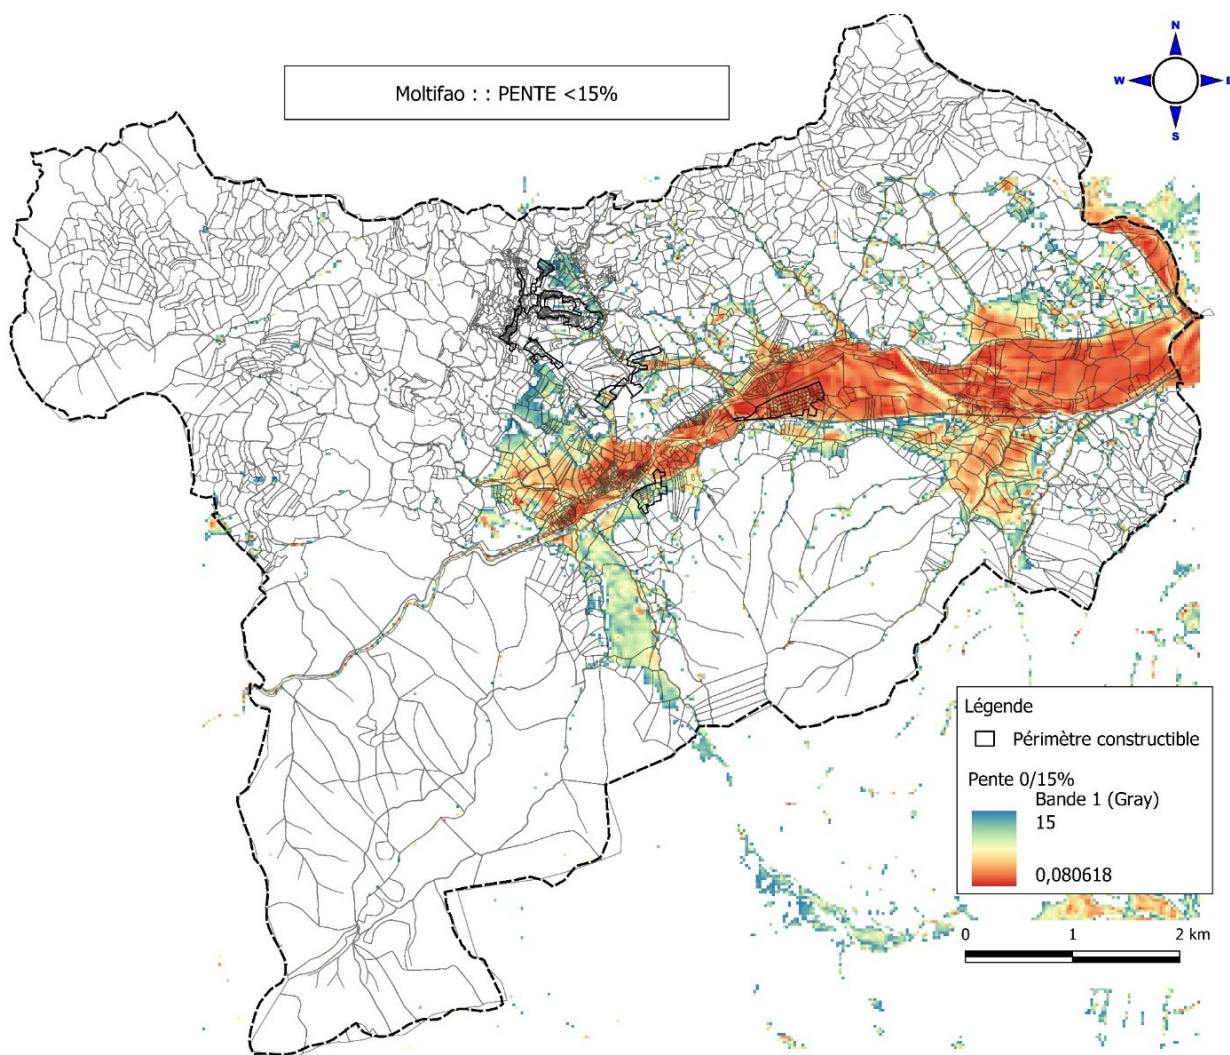 Moltifao : : PENTE <15%
N
W
E
S
Légende
Périmètre constructible
Pente 0/15%
Bande 1 (Gray)
15
0,080618
0 1 2 km